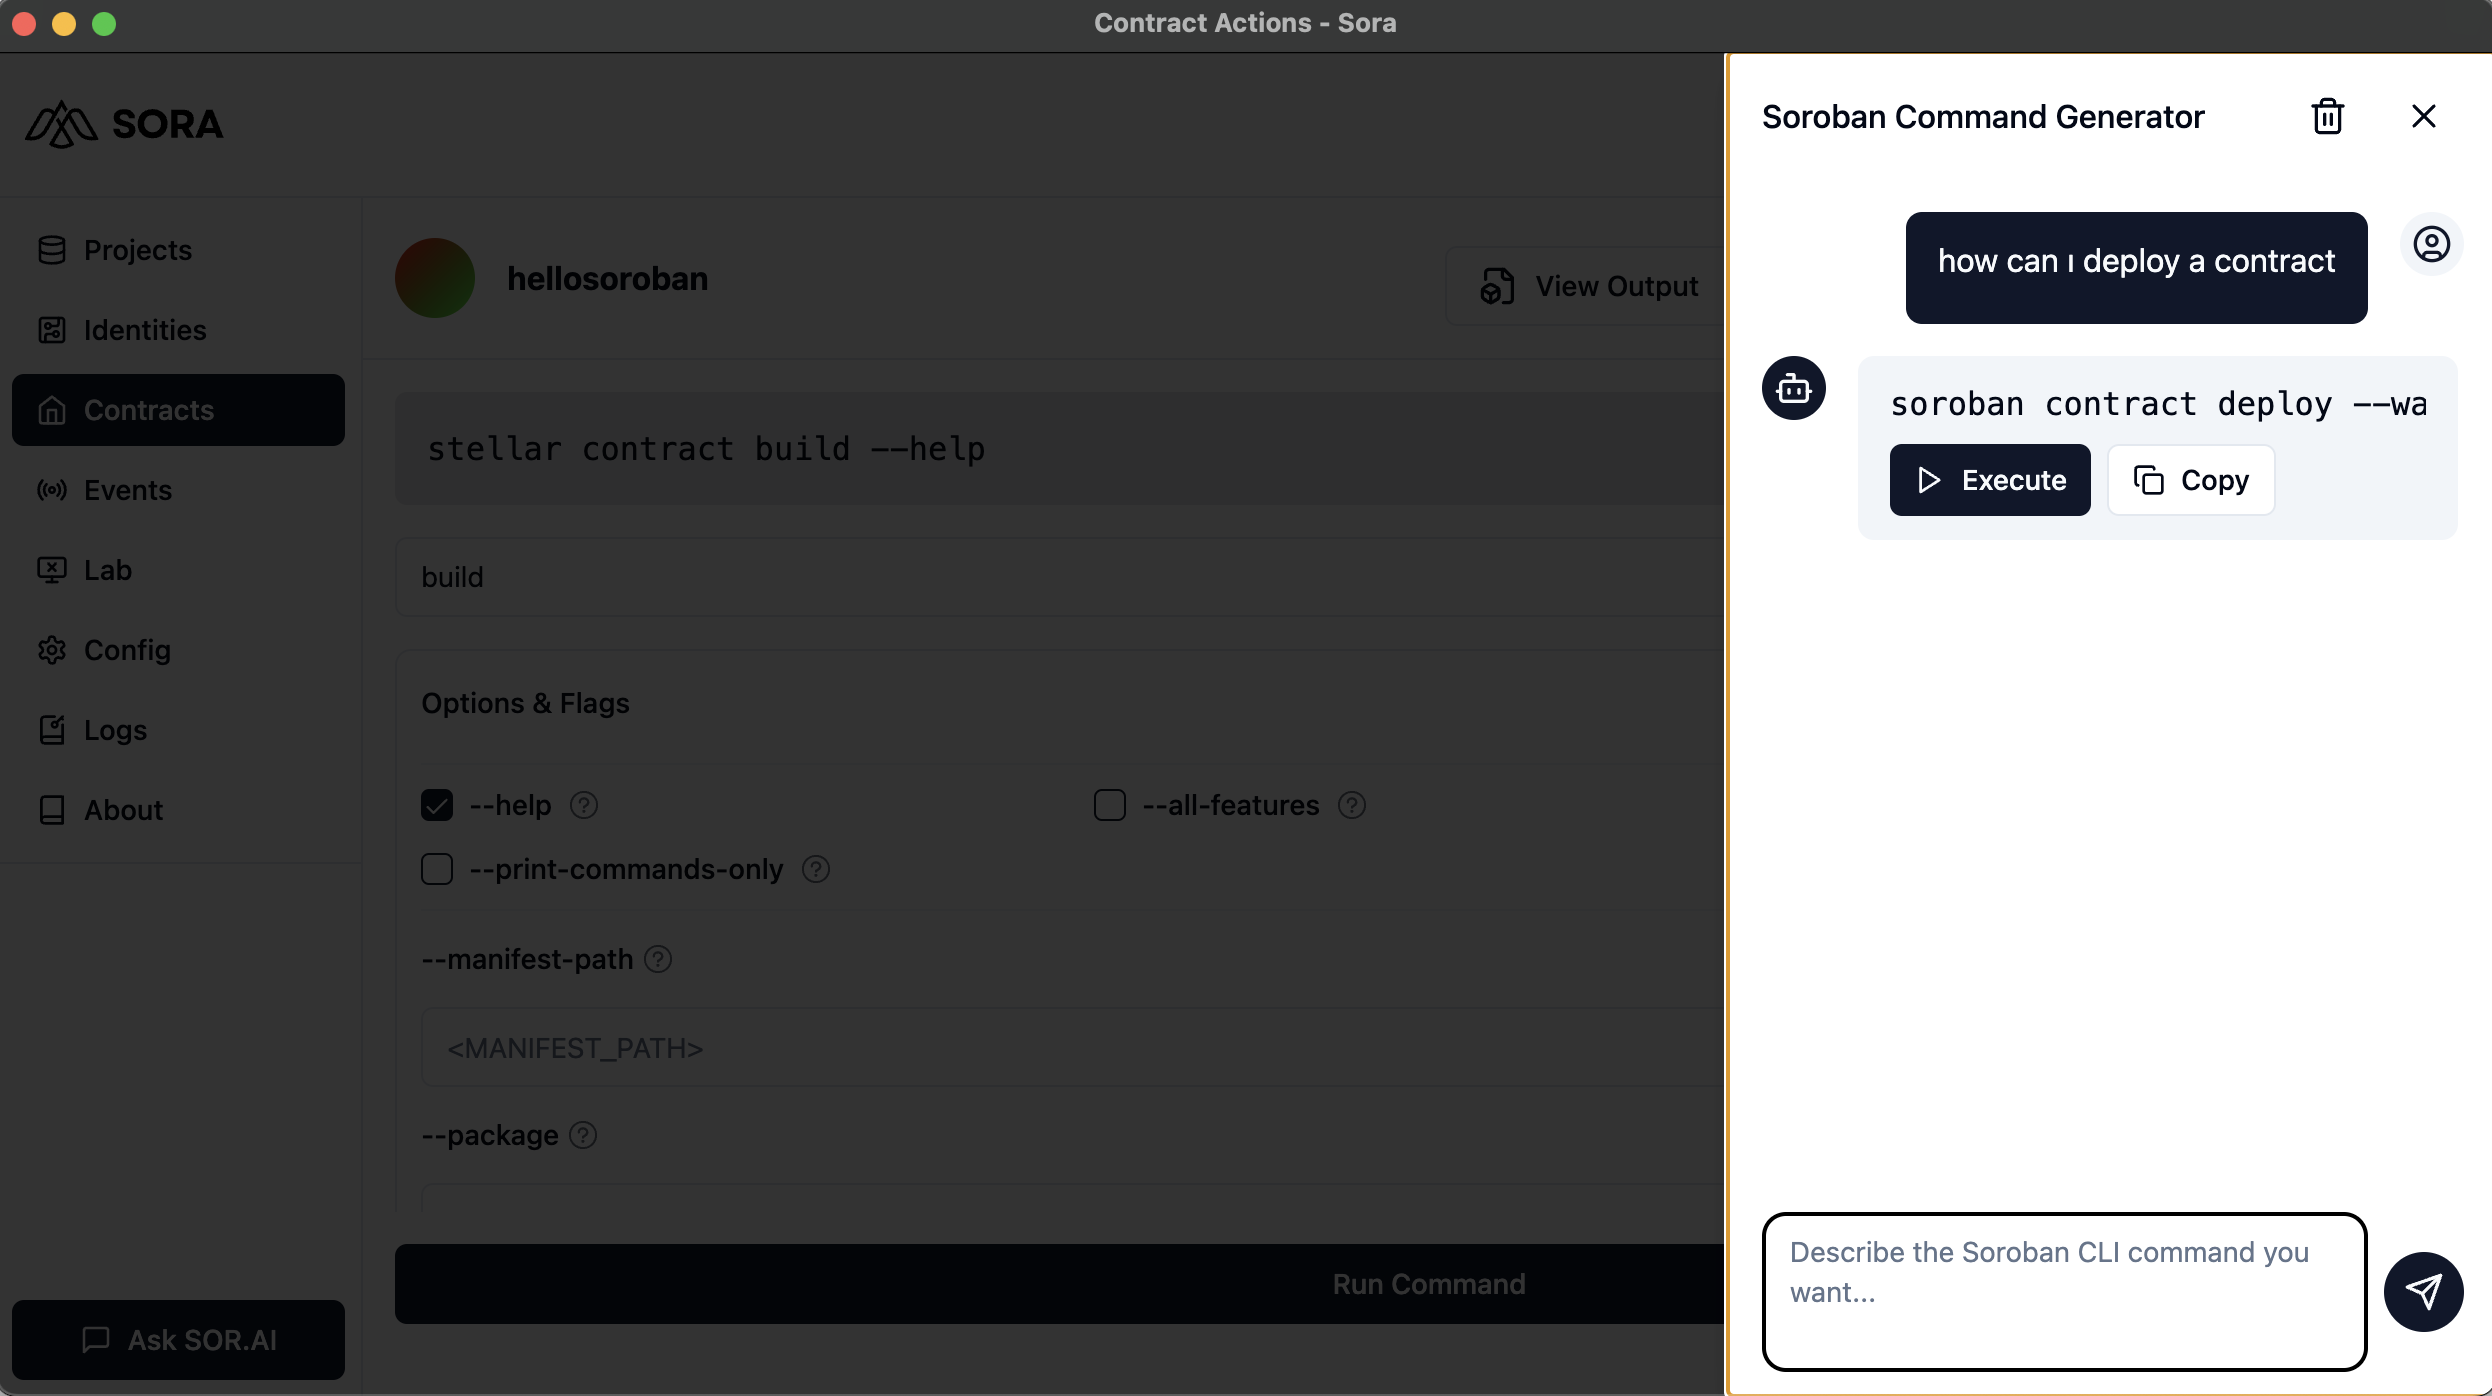 Contract Actions - Sora
SORA
Projects
Identities
Contracts
Events
Lab
Config
Logs
About
Ask SOR.AI
hellosoroban
View Output
stellar contract build --help
build
Options & Flags
--help
--all-features
--print-commands-only
--manifest-path
<MANIFEST_PATH>
--package
Run Command
Soroban Command Generator
how can ı deploy a contract
soroban contract deploy --wa
Execute
Copy
Describe the Soroban CLI command you
want...